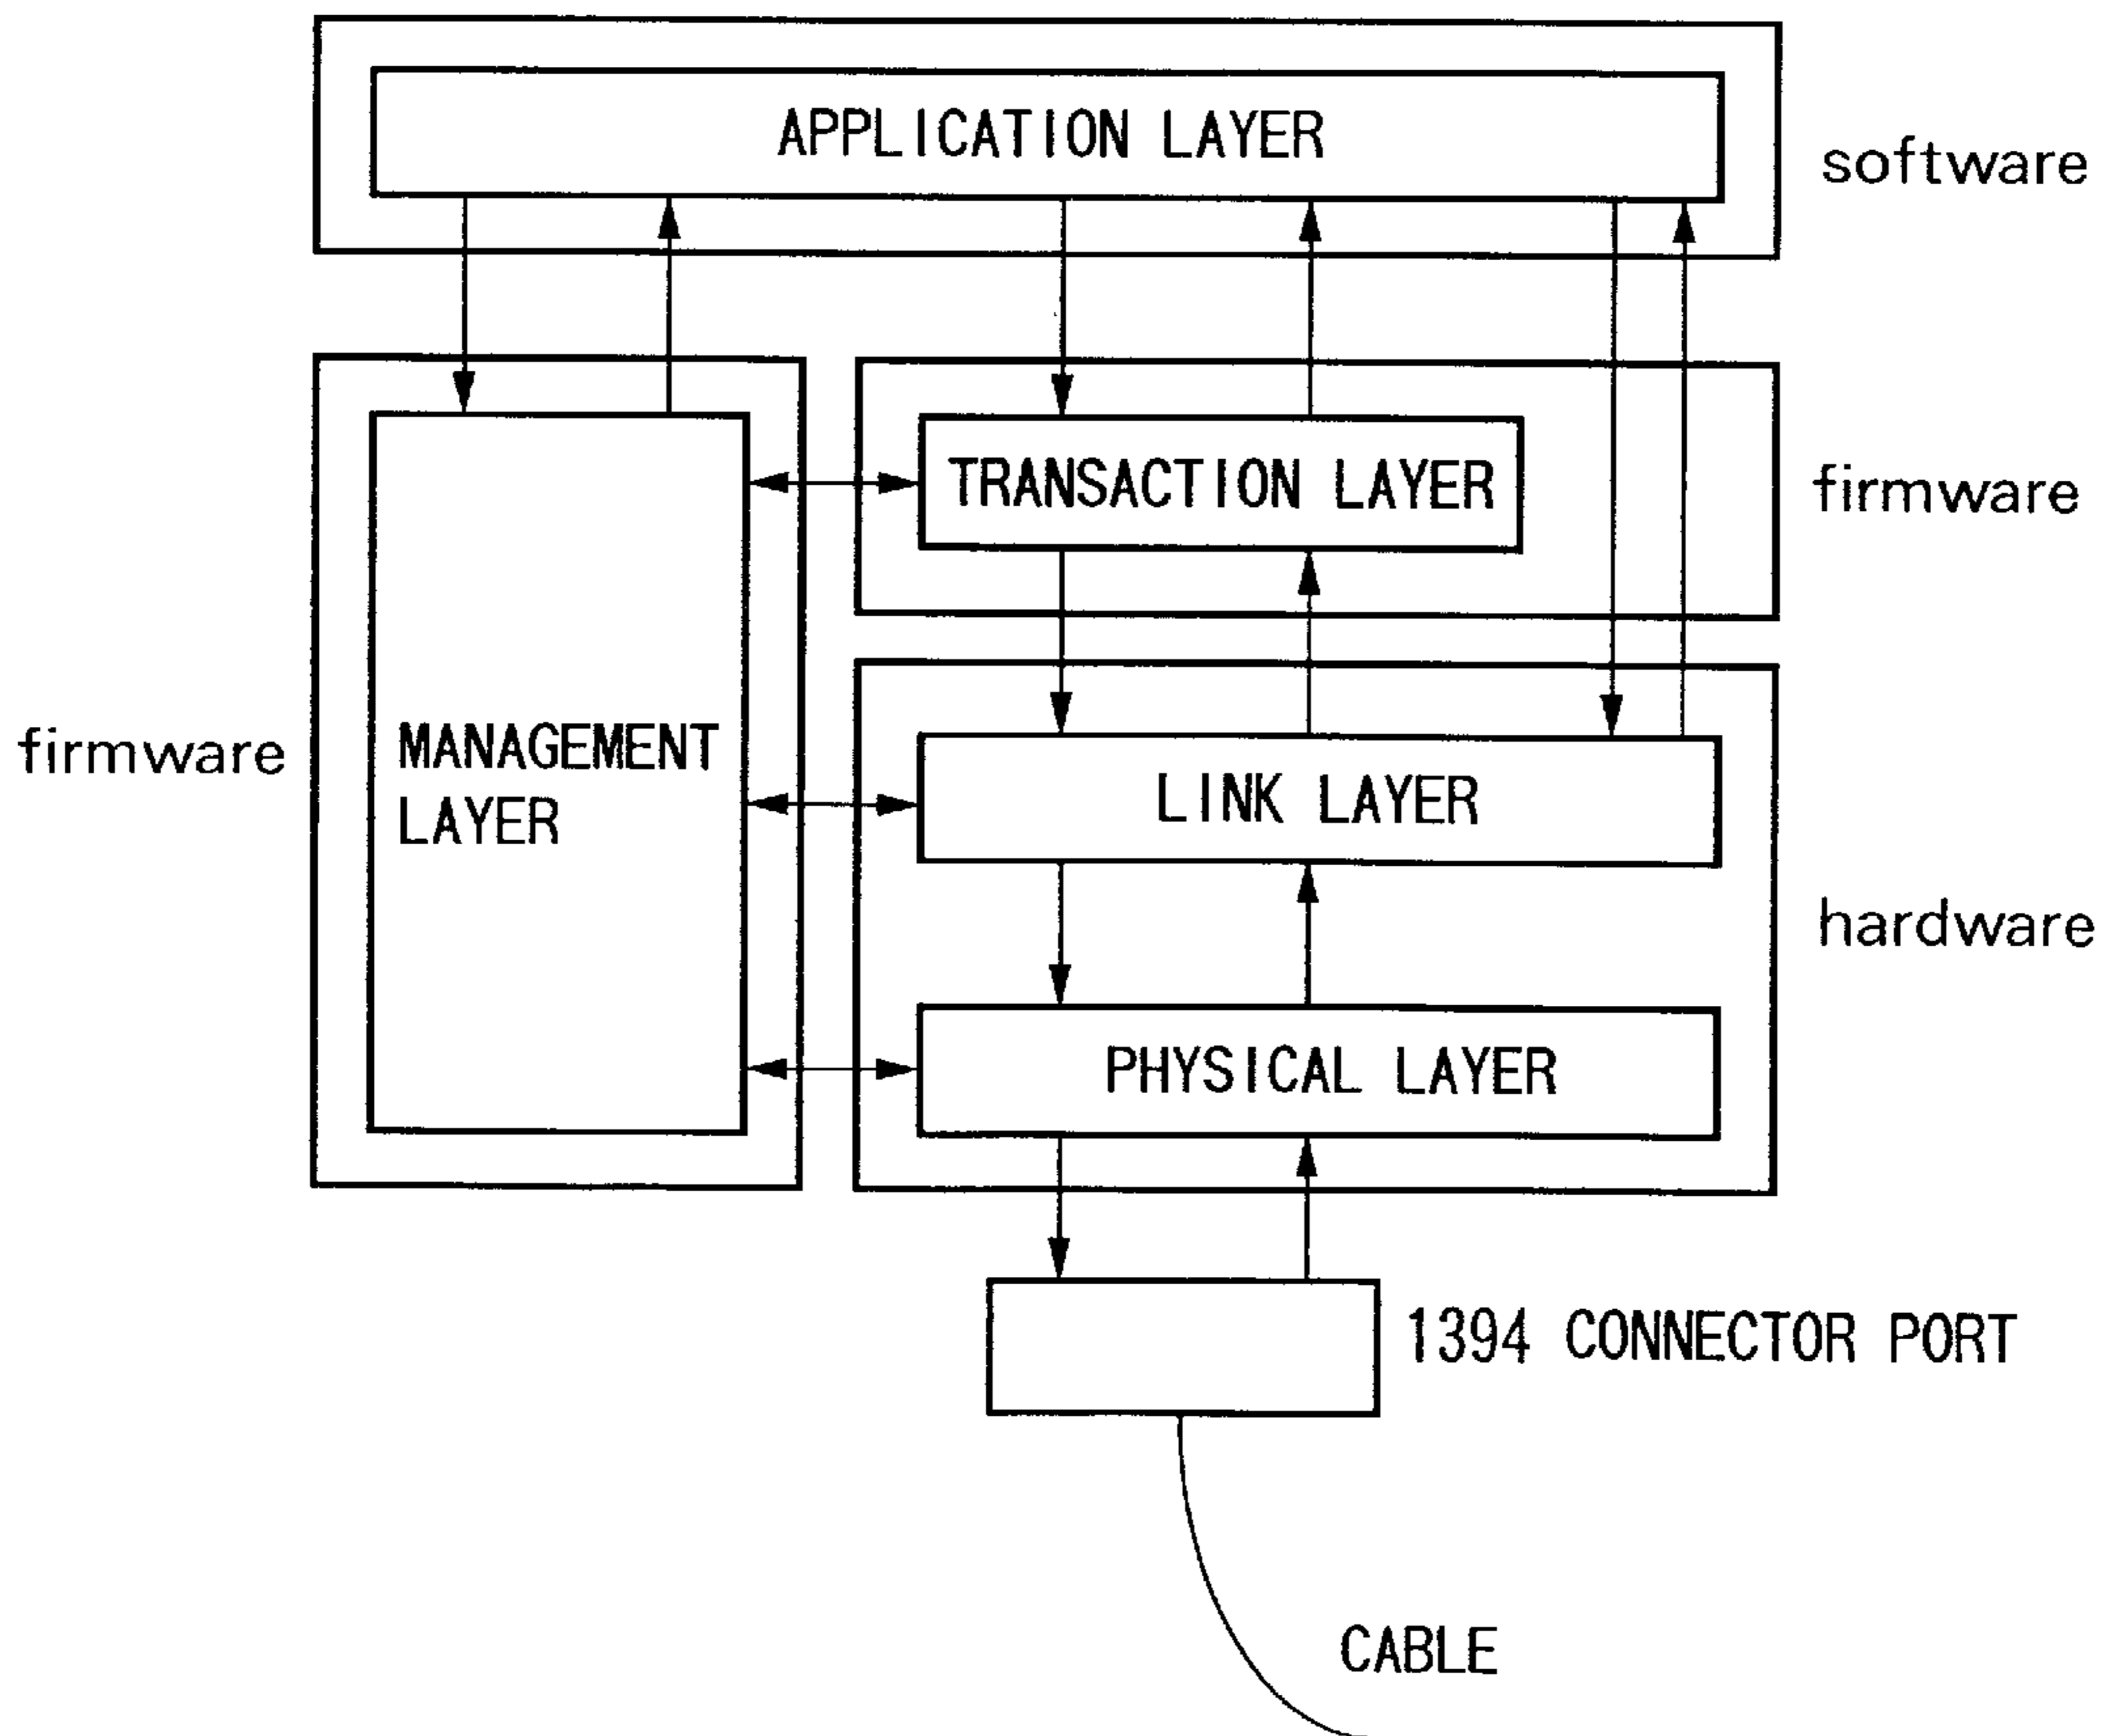 APPLICATION LAYER
software
TRANSACTION LAYER
firmware
firmware
MANAGEMENT
LAYER
LINK LAYER
hardware
PHYSICAL LAYER
1394 CONNECTOR PORT
CABLE